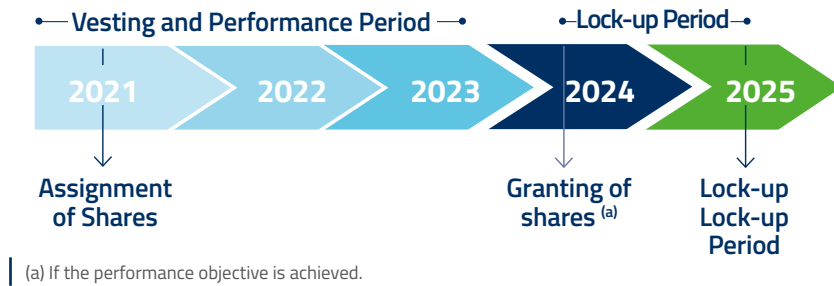 Vesting and Performance Period
Lock-up Period
2021
2022
2023
2024
2025
Assignment
of Shares
Granting of
shares (a)
Lock-up
Lock-up
Period
(a) If the performance objective is achieved.